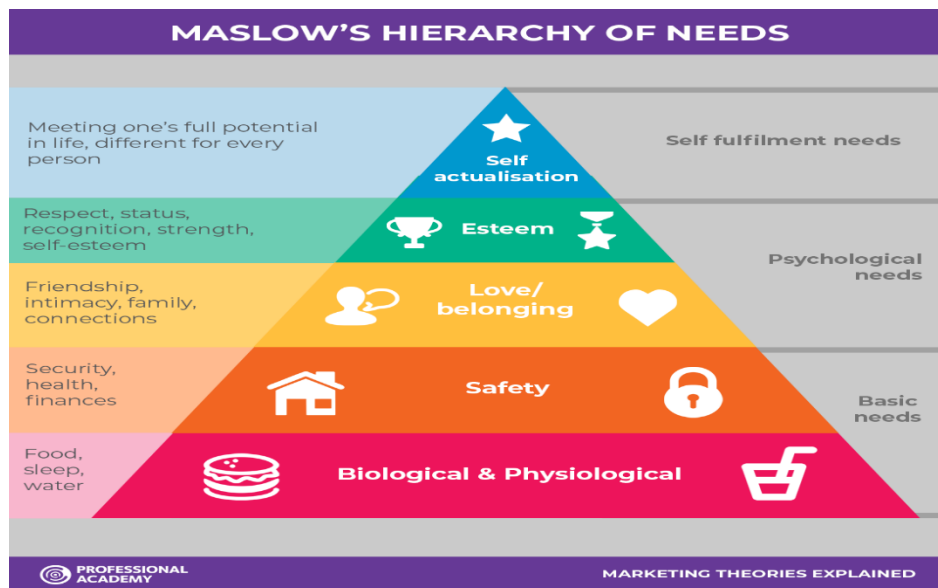 MASLOW'S HIERARCHY OF NEEDS
Meeting one's full potential
in life, different for every
person
Self
actualisation
Self fulfilment needs
Respect, status,
recognition, strength,
self-esteem
Esteem
Psychological
needs
Friendship,
intimacy, family,
connections
Love/
belonging
Security,
health,
finances
Safety
Basic
needs
Food,
sleep,
water
Biological & Physiological
PROFESSIONAL
ACADEMY
MARKETING THEORIES EXPLAINED